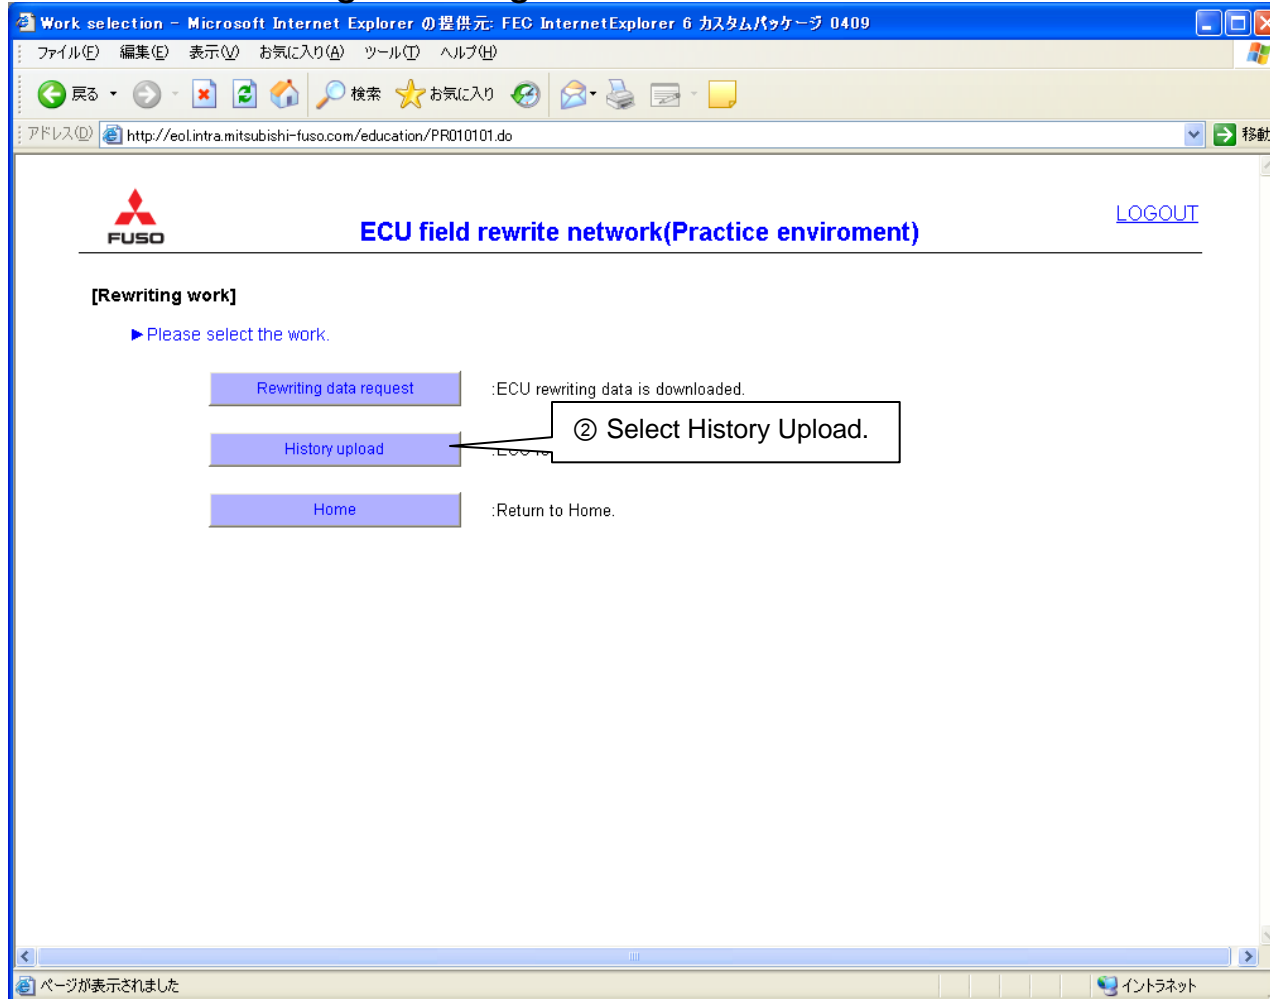 Work selection - Microsoft Internet Explorer の提供元: FEC InternetExplorer 6 カスタムパッケージ 0409
ファイル(F) 編集(E) 表示(V) お気に入り(A) ツール(T) ヘルプ(H)
戻る 検索 お気に入り
アドレス(D) http://eol.intra.mitsubishi-fuso.com/education/PR010101.do 移動
LOGOUT
FUSO
ECU field rewrite network(Practice enviroment)
[Rewriting work]
►Please select the work.
Rewriting data request :ECU rewriting data is downloaded.
② Select History Upload.
History upload
Home :Return to Home.
ページが表示されました イントラネット